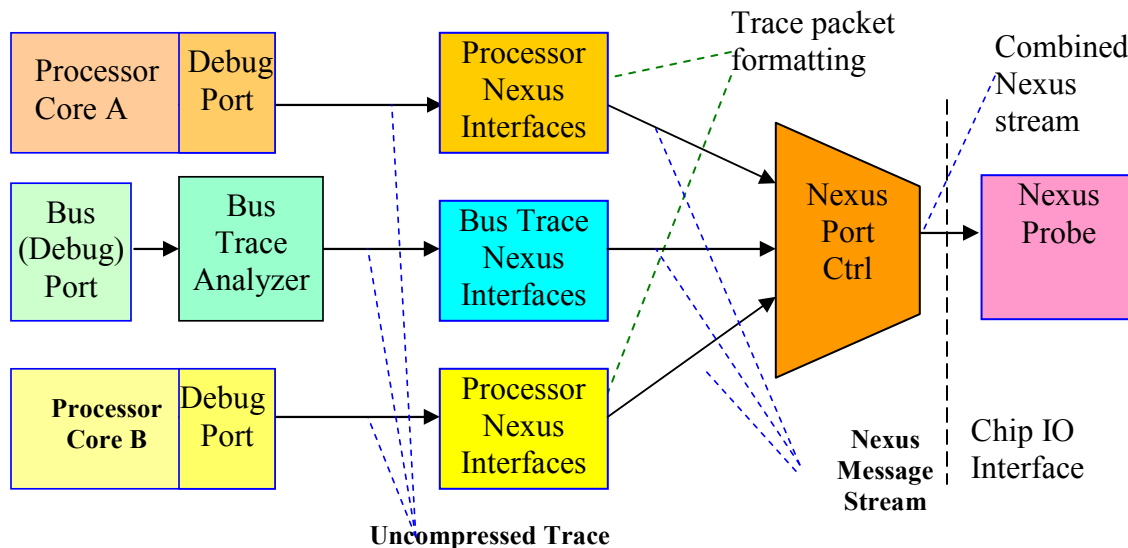 Processor
Core A
Debug
Port
Processor
Nexus
Interfaces
Trace packet
formatting
Combined
Nexus
stream
Bus
(Debug)
Port
Bus
Trace
Analyzer
Bus Trace
Nexus
Interfaces
Nexus
Port
Ctrl
Nexus
Probe
Processor
Core B
Debug
Port
Processor
Nexus
Interfaces
Nexus
Message
Stream
Chip IO
Interface
Uncompressed Trace